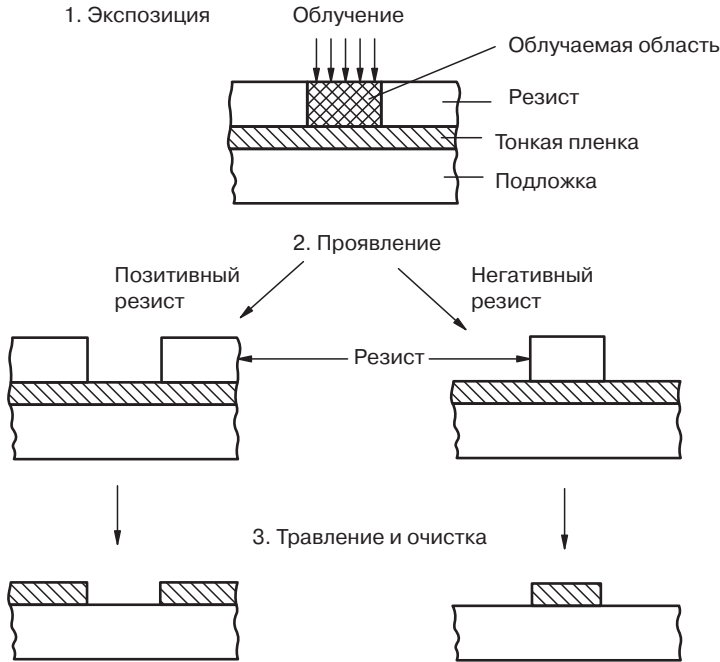 1. Экспозиция
Облучение
Облучаемая область
Резист
Тонкая пленка
Подложка
2. Проявление
Позитивный
резист
Негативный
резист
Резист
3. Травление и очистка